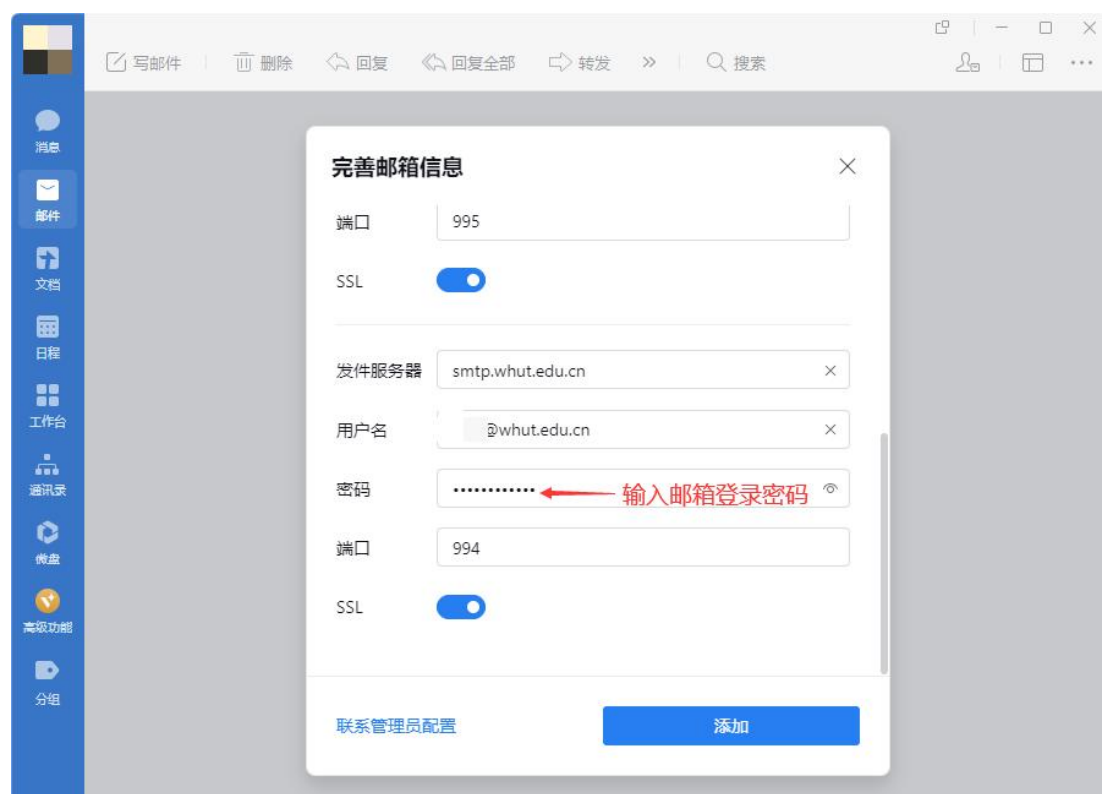 写邮件 删除 回复 回复全部 转发 搜索
消息
邮件
文档
日程
工作台
通讯录
微盘
高级功能
分组
完善邮箱信息
端口 995
SSL
发件服务器 smtp.whut.edu.cn
用户名 @whut.edu.cn
密码 ············ 输入邮箱登录密码
端口 994
SSL
联系管理员配置 添加